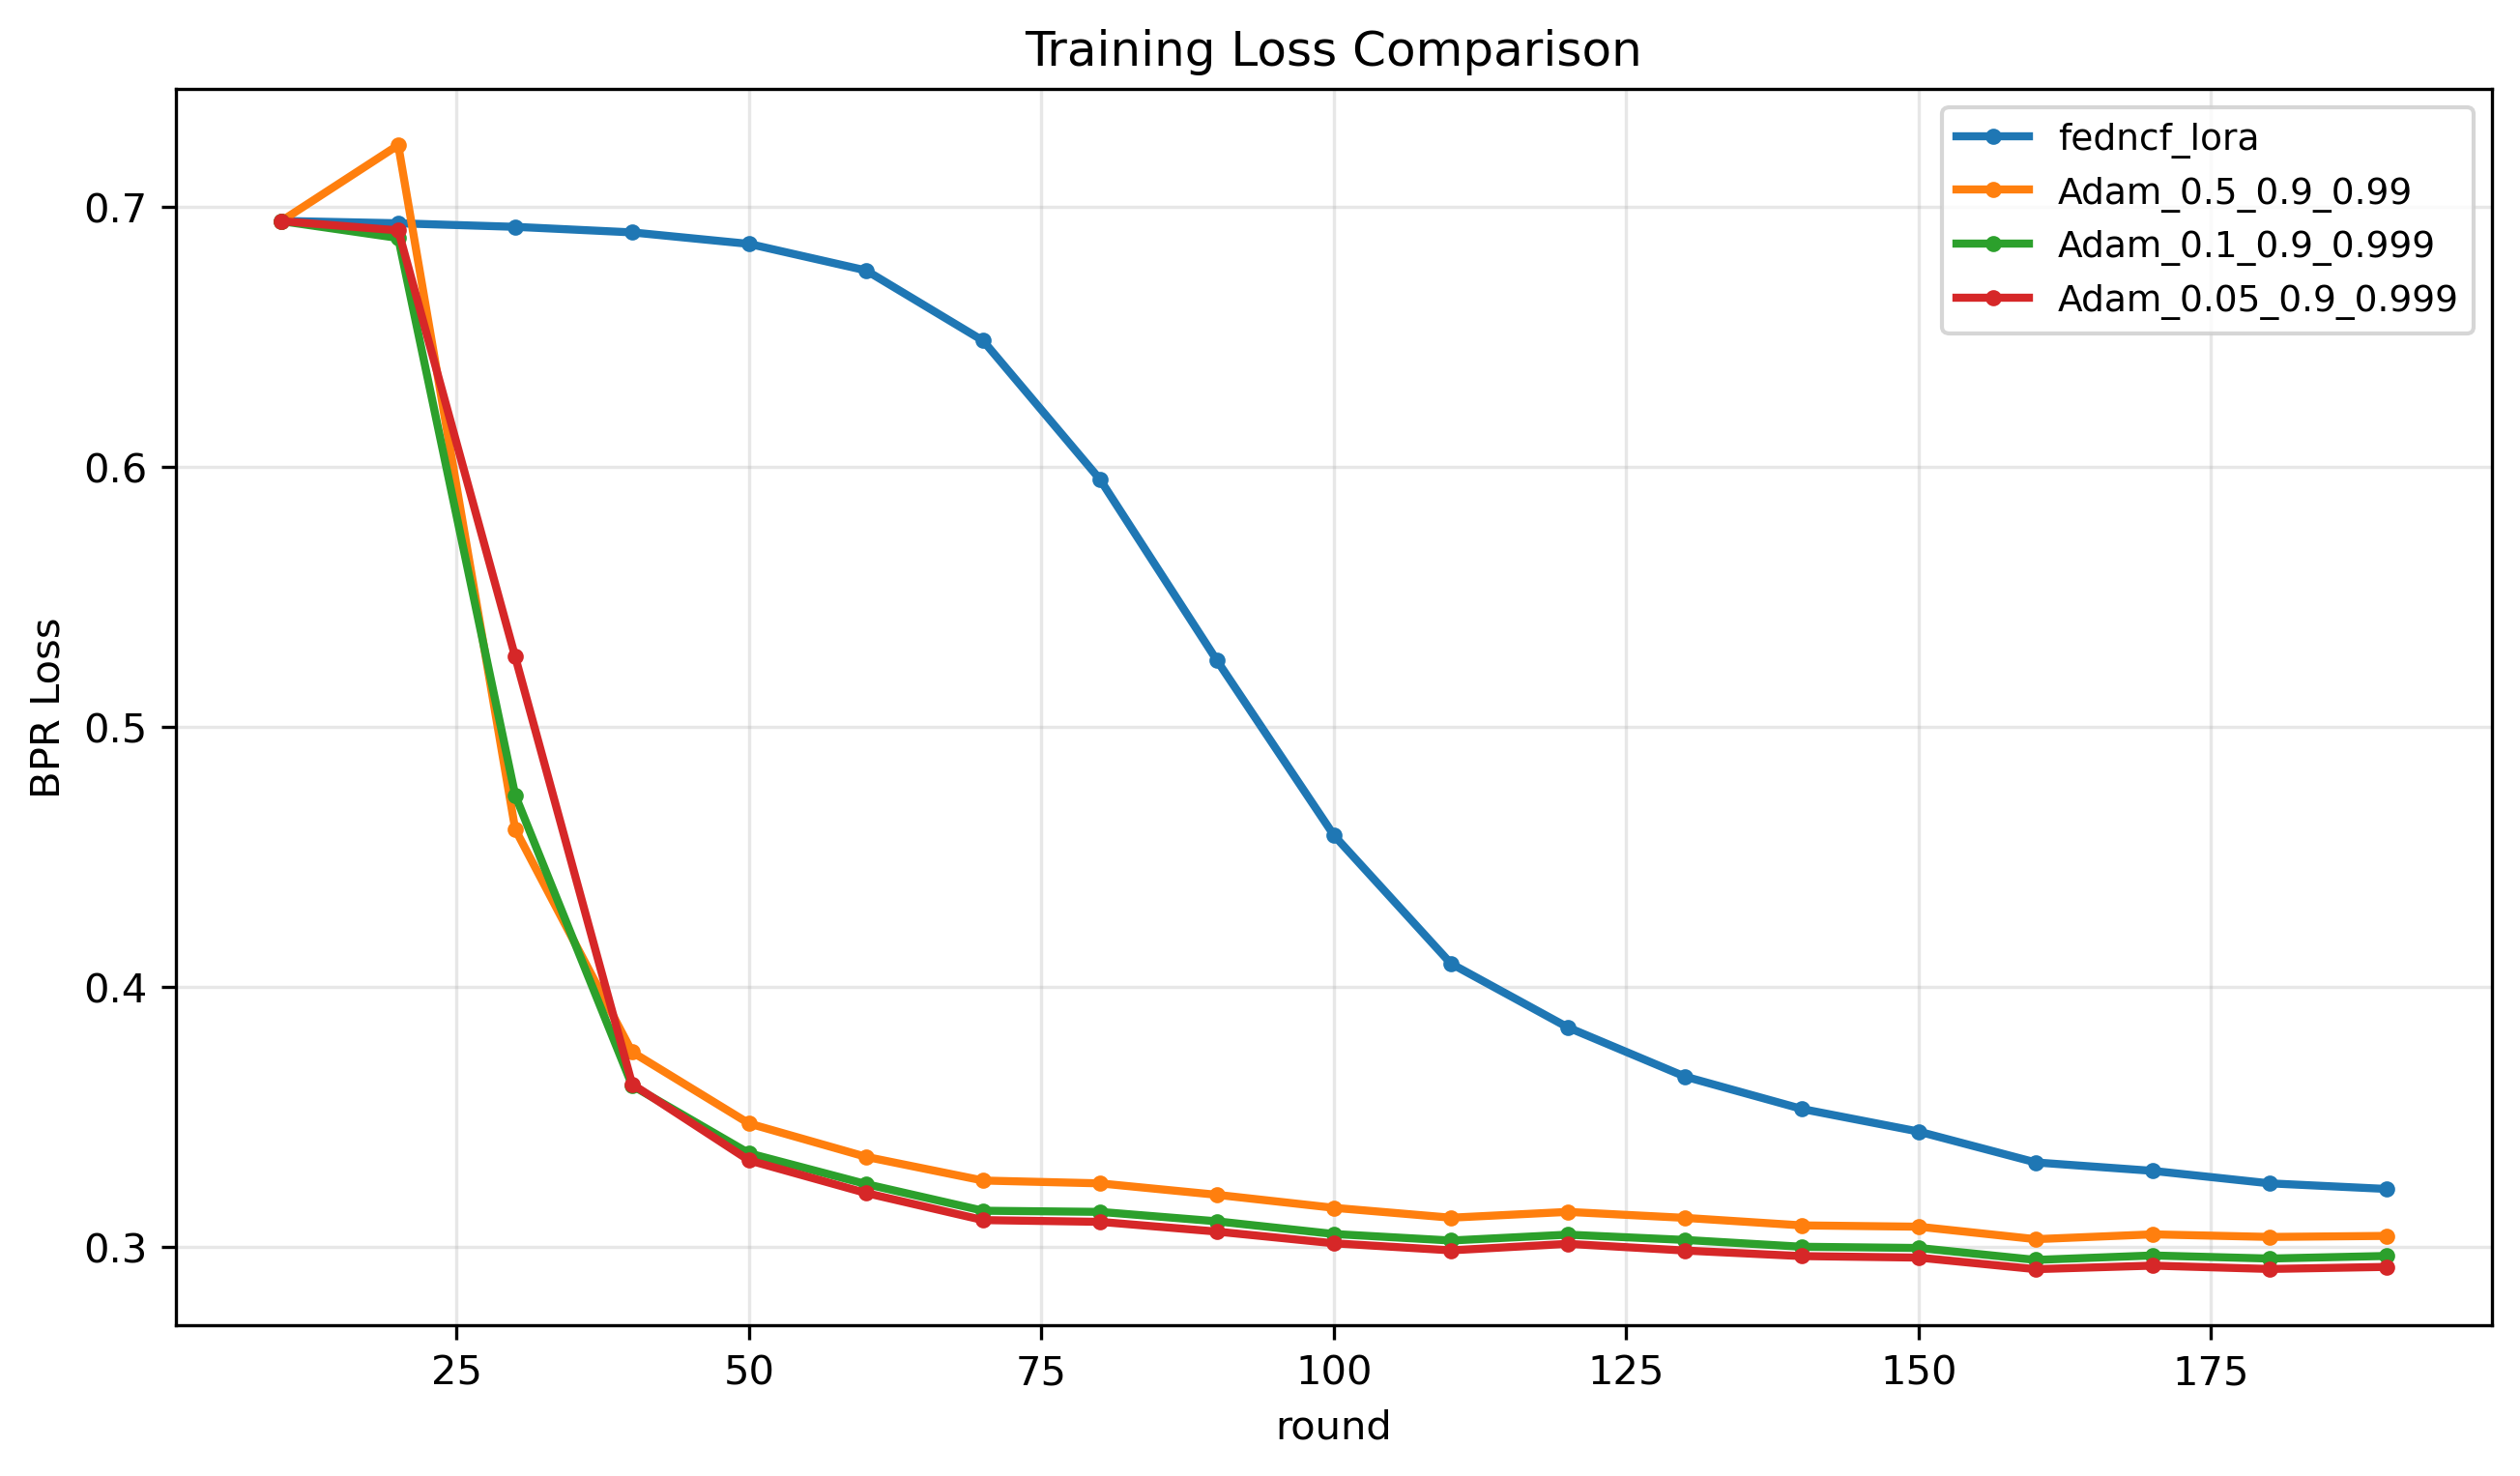 Training Loss Comparison
fedncf_lora
Adam_0.5_0.9_0.99
Adam_0.1_0.9_0.999
Adam_0.05_0.9_0.999
BPR Loss
0.7
0.6
0.5
0.4
0.3
25 50 75 100 125 150 175
round